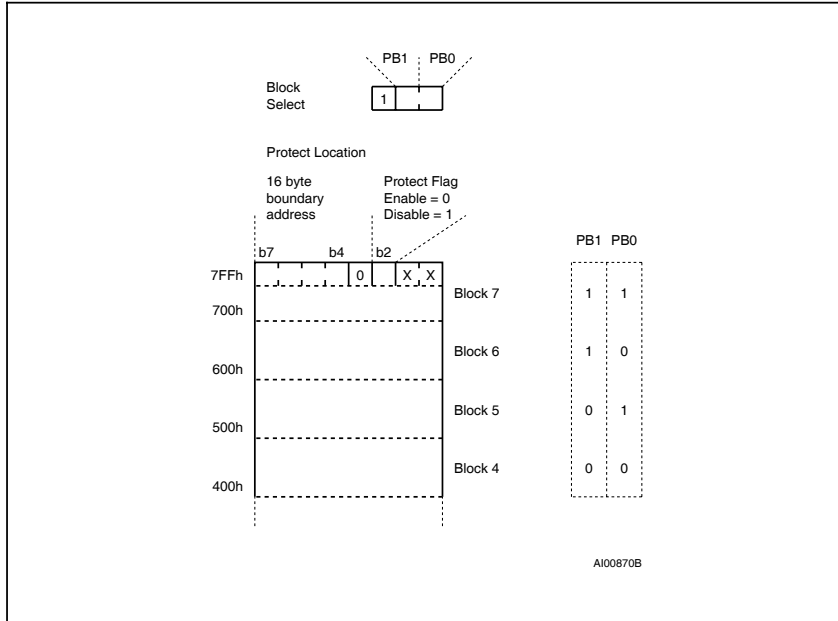 PB1 PB0
Block
Select
1
Protect Location
16 byte
boundary
address
Protect Flag
Enable = 0
Disable = 1
PB1 PB0
b7 b4 b2
7FFh 0 X X
Block 7 1 1
700h
Block 6 1 0
600h
Block 5 0 1
500h
Block 4 0 0
400h
AI00870B